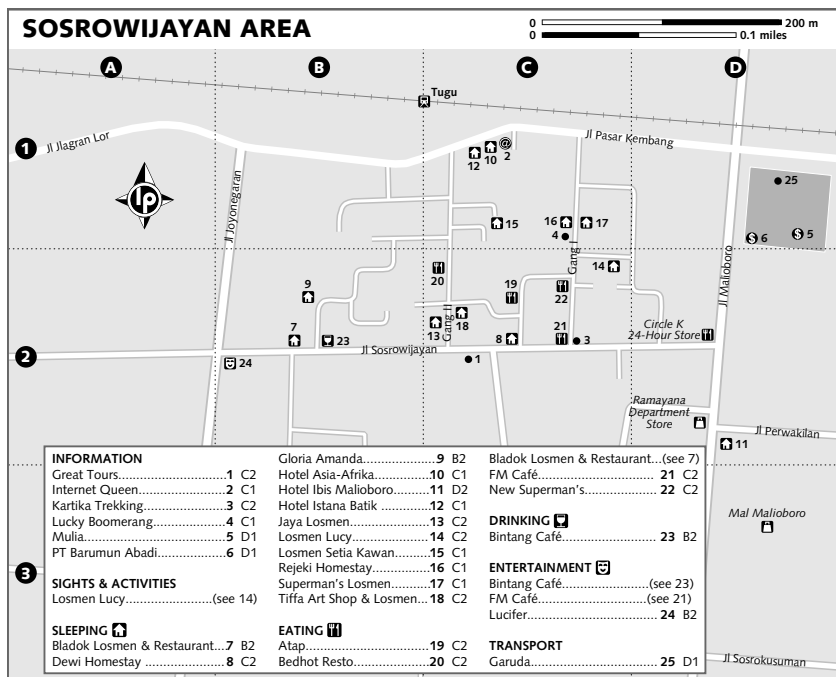 SOSROWIJAYAN AREA
0 200 m
0 0.1 miles
A B C D
Tugu
1
Jl Jlagran Lor
Jl Pasar Kembang
12 10 @ 2
25
lp
Jl Joyonegaran
15 16 17
4
$ 6 $ 5
Gang I
14
20
9
19
22
Jl Malioboro
Gang II
13 18
7 23
8 21 3
Circle K
24-Hour Store
2
Jl Sosrowijayan
24
1
Ramayana
Department
Store
Jl Perwakilan
11
Mal Malioboro
3
Jl Sosrokusuman
INFORMATION
Great Tours 1 C2
Internet Queen 2 C1
Kartika Trekking 3 C2
Lucky Boomerang 4 C1
Mulia 5 D1
PT Barumun Abadi 6 D1
SIGHTS & ACTIVITIES
Losmen Lucy (see 14)
SLEEPING
Bladok Losmen & Restaurant 7 B2
Dewi Homestay 8 C2
Gloria Amanda 9 B2
Hotel Asia-Afrika 10 C1
Hotel Ibis Malioboro 11 D2
Hotel Istana Batik 12 C1
Jaya Losmen 13 C2
Losmen Lucy 14 C2
Losmen Setia Kawan 15 C1
Rejeki Homestay 16 C1
Superman's Losmen 17 C1
Tiffa Art Shop & Losmen 18 C2
EATING
Atap 19 C2
Bedhot Resto 20 C2
Bladok Losmen & Restaurant (see 7)
FM Café 21 C2
New Superman's 22 C2
DRINKING
Bintang Café 23 B2
ENTERTAINMENT
Bintang Café (see 23)
FM Café (see 21)
Lucifer 24 B2
TRANSPORT
Garuda 25 D1